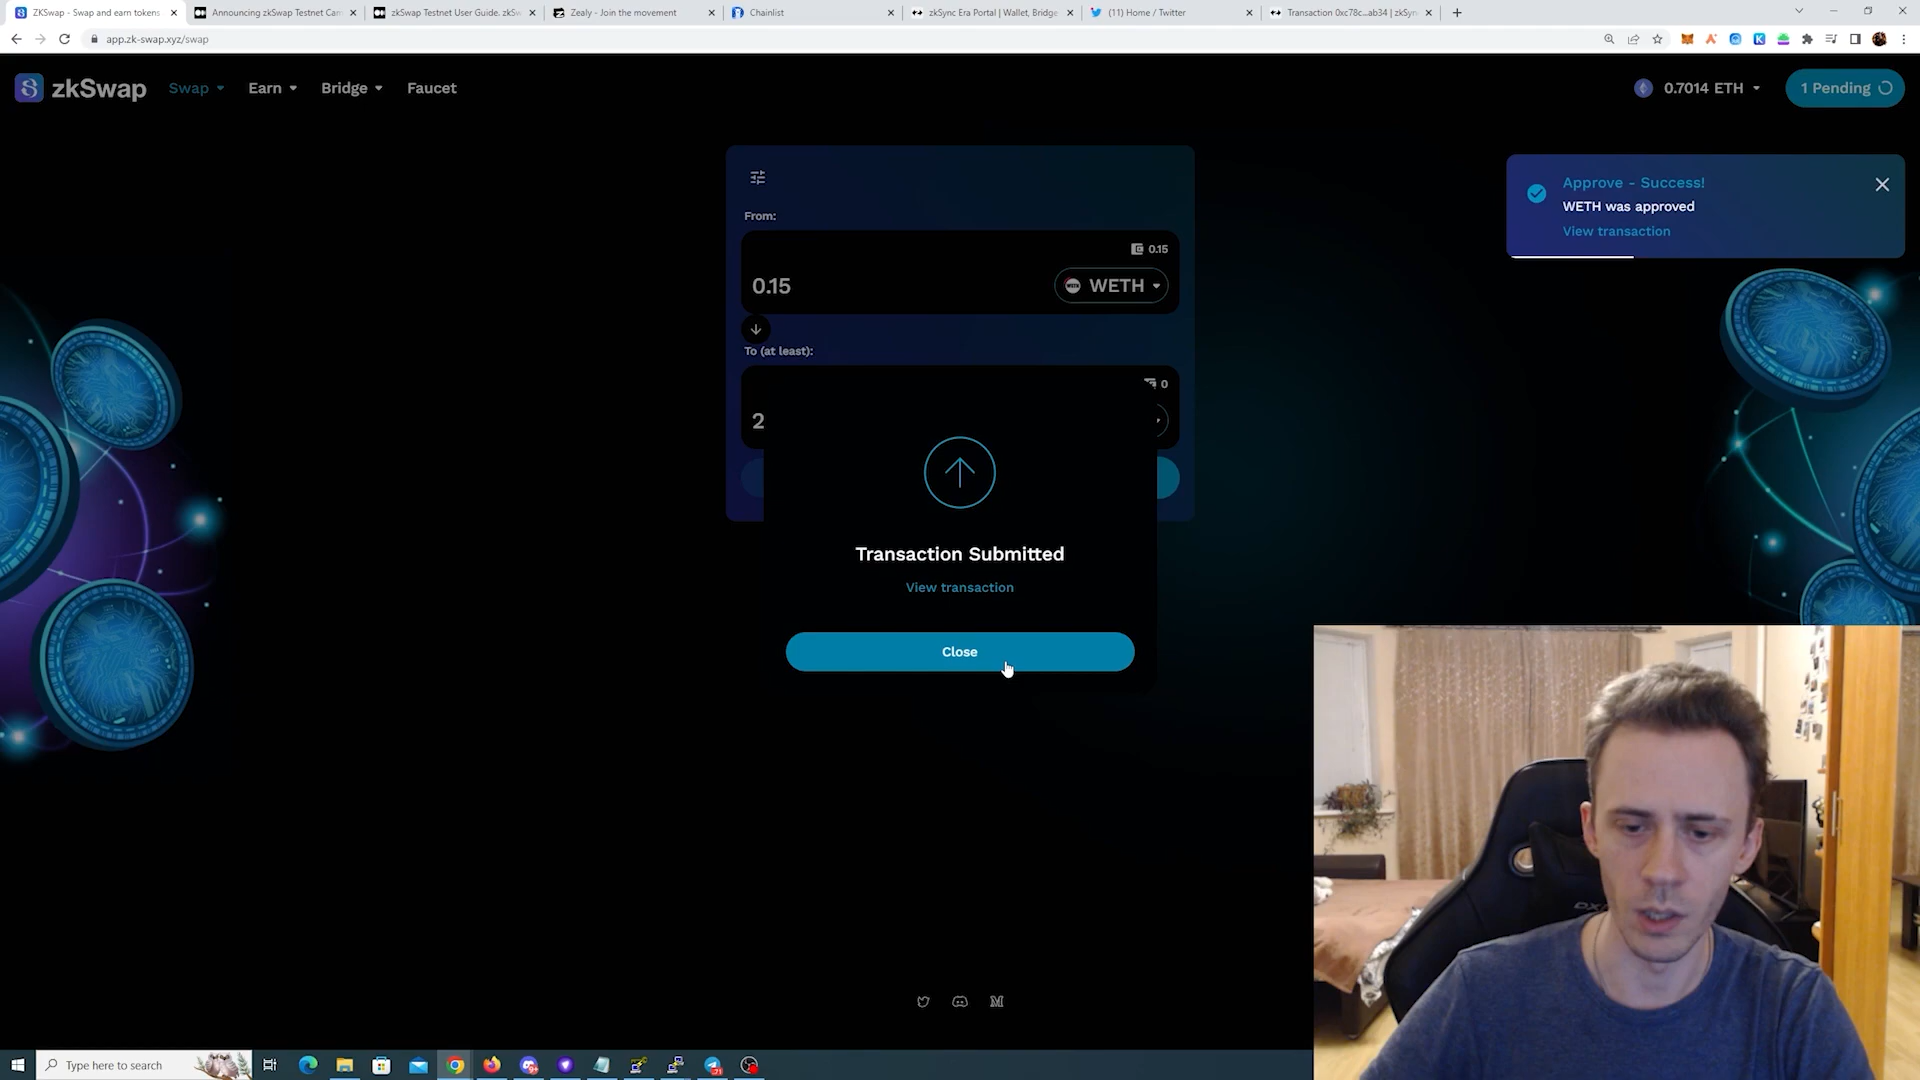 ZKSwap - Swap and earn tokens
Announcing zkSwap Testnet Cam
zkSwap Testnet User Guide. zkSw
Zealy - Join the movement
Chainlist
zkSync Era Portal | Wallet, Bridge
(11) Home / Twitter
Transaction 0xc78c...ab34 | zkSyn
app.zk-swap.xyz/swap
zkSwap
Swap
Earn
Bridge
Faucet
0.7014 ETH
1 Pending
Approve - Success!
WETH was approved
View transaction
From:
0.15
0.15
WETH
To (at least):
0
2
Transaction Submitted
View transaction
Close
Type here to search